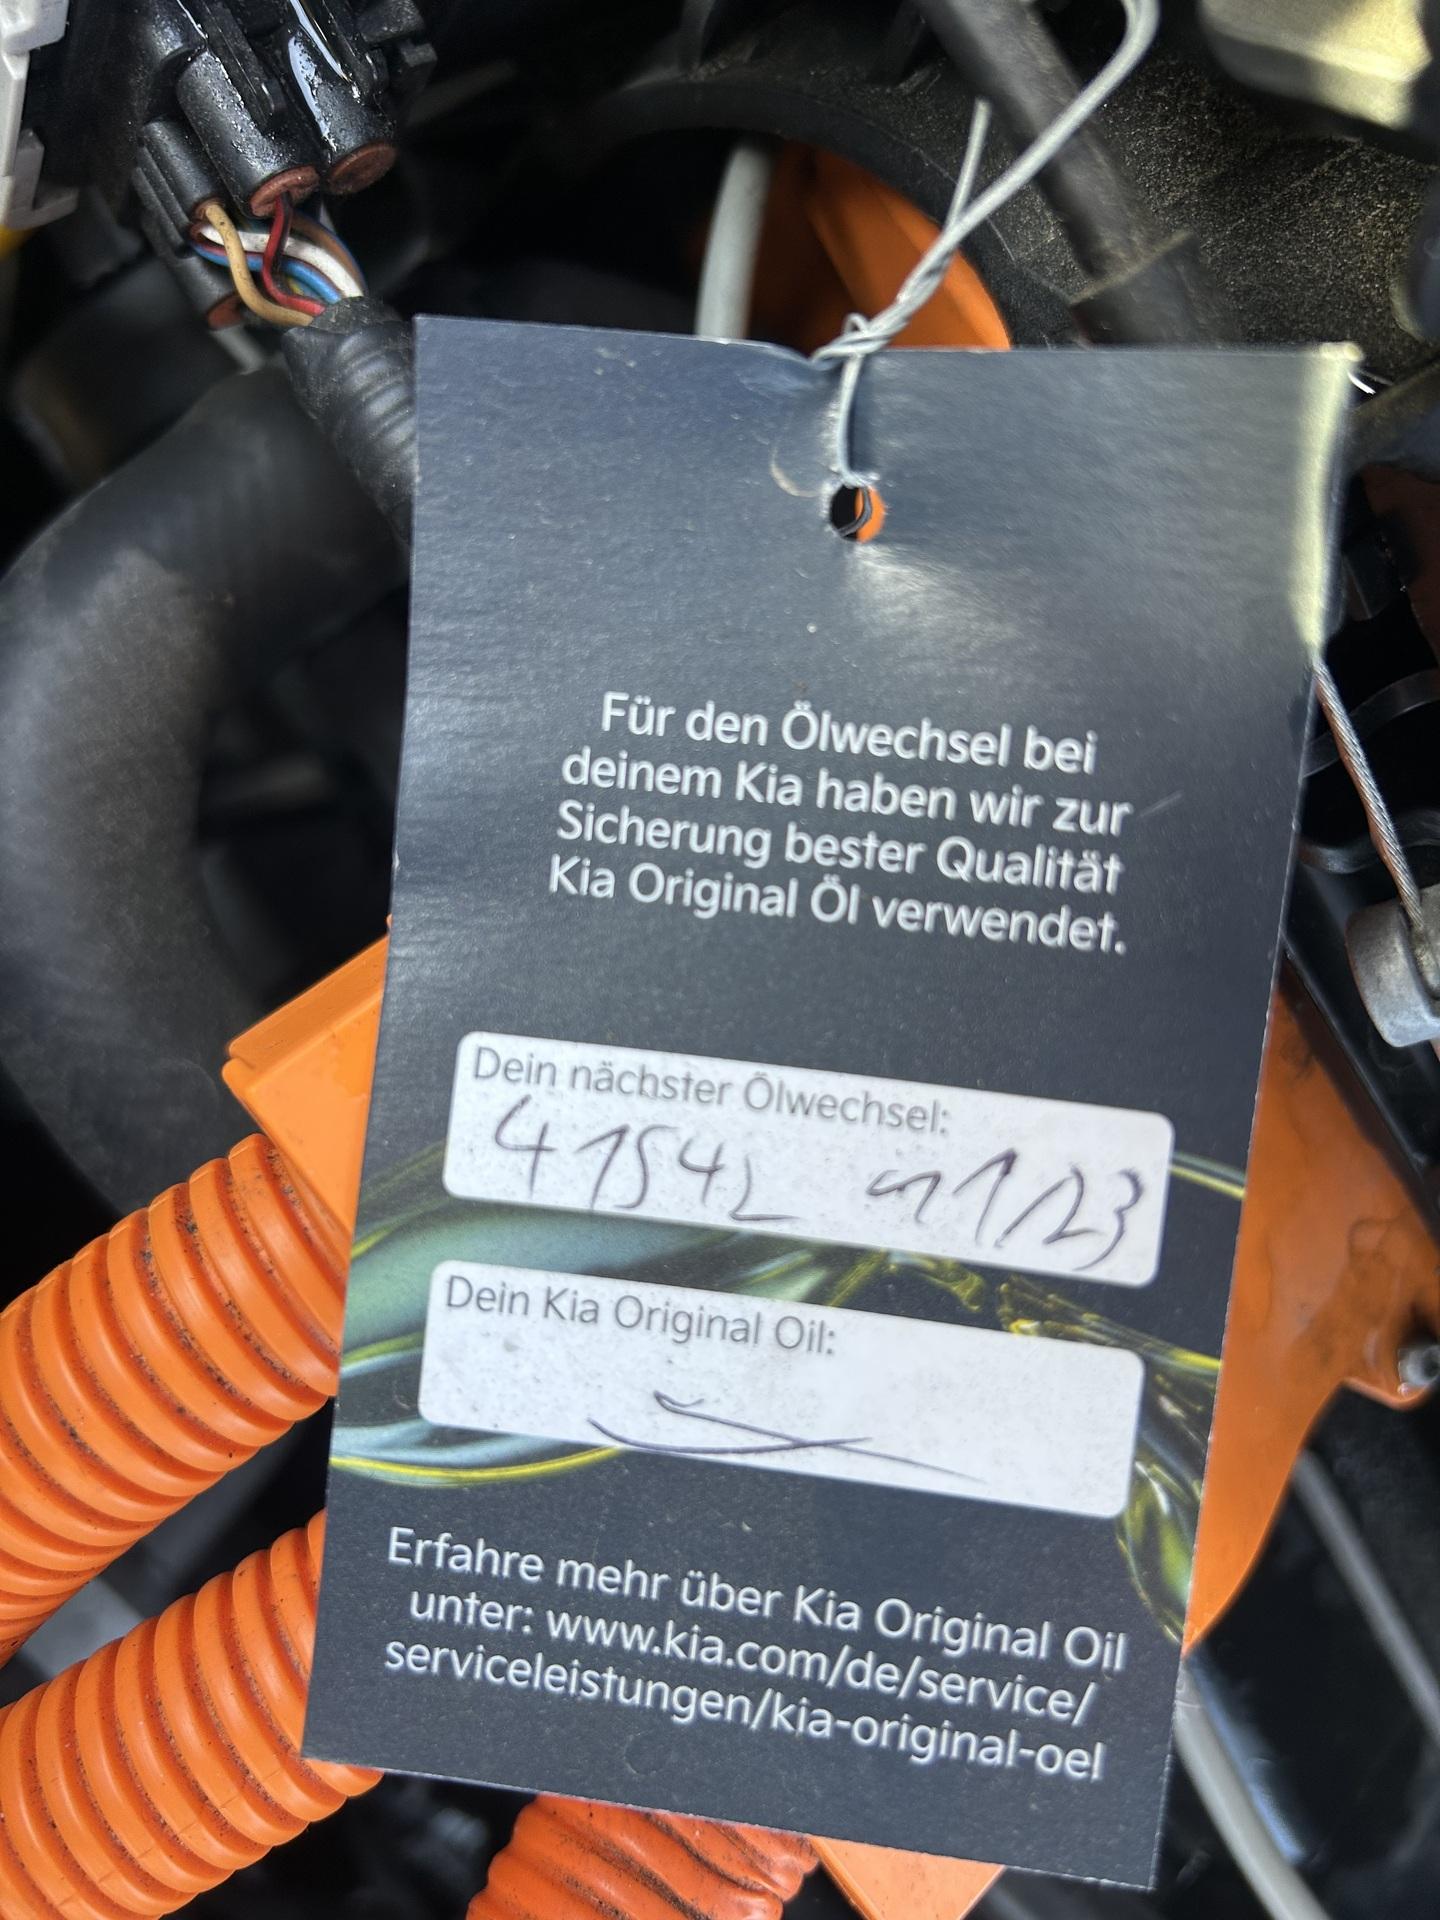 Für den Ölwechsel bei
deinem Kia haben wir zur
Sicherung bester Qualität
Kia Original Öl verwendet.
Dein nächster Ölwechsel:
41542
Dein Kia Original Oil:
Erfahre mehr über Kia Original Oil
unter: www.kia.com/de/service/
serviceleistungen/kia-original-oel